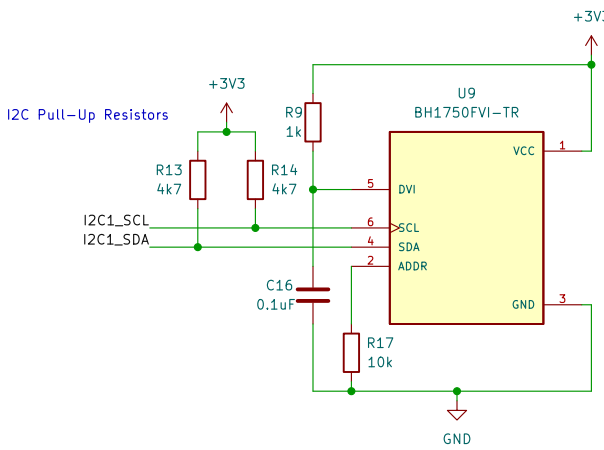 +3V3
+3V3
U9
BH1750FVI-TR
I2C Pull-Up Resistors
R9
1k
VCC
1
R13
4k7
R14
4k7
5
DVI
I2C1_SCL
6
SCL
I2C1_SDA
4
SDA
2
ADDR
C16
0.1uF
GND
3
R17
10k
GND